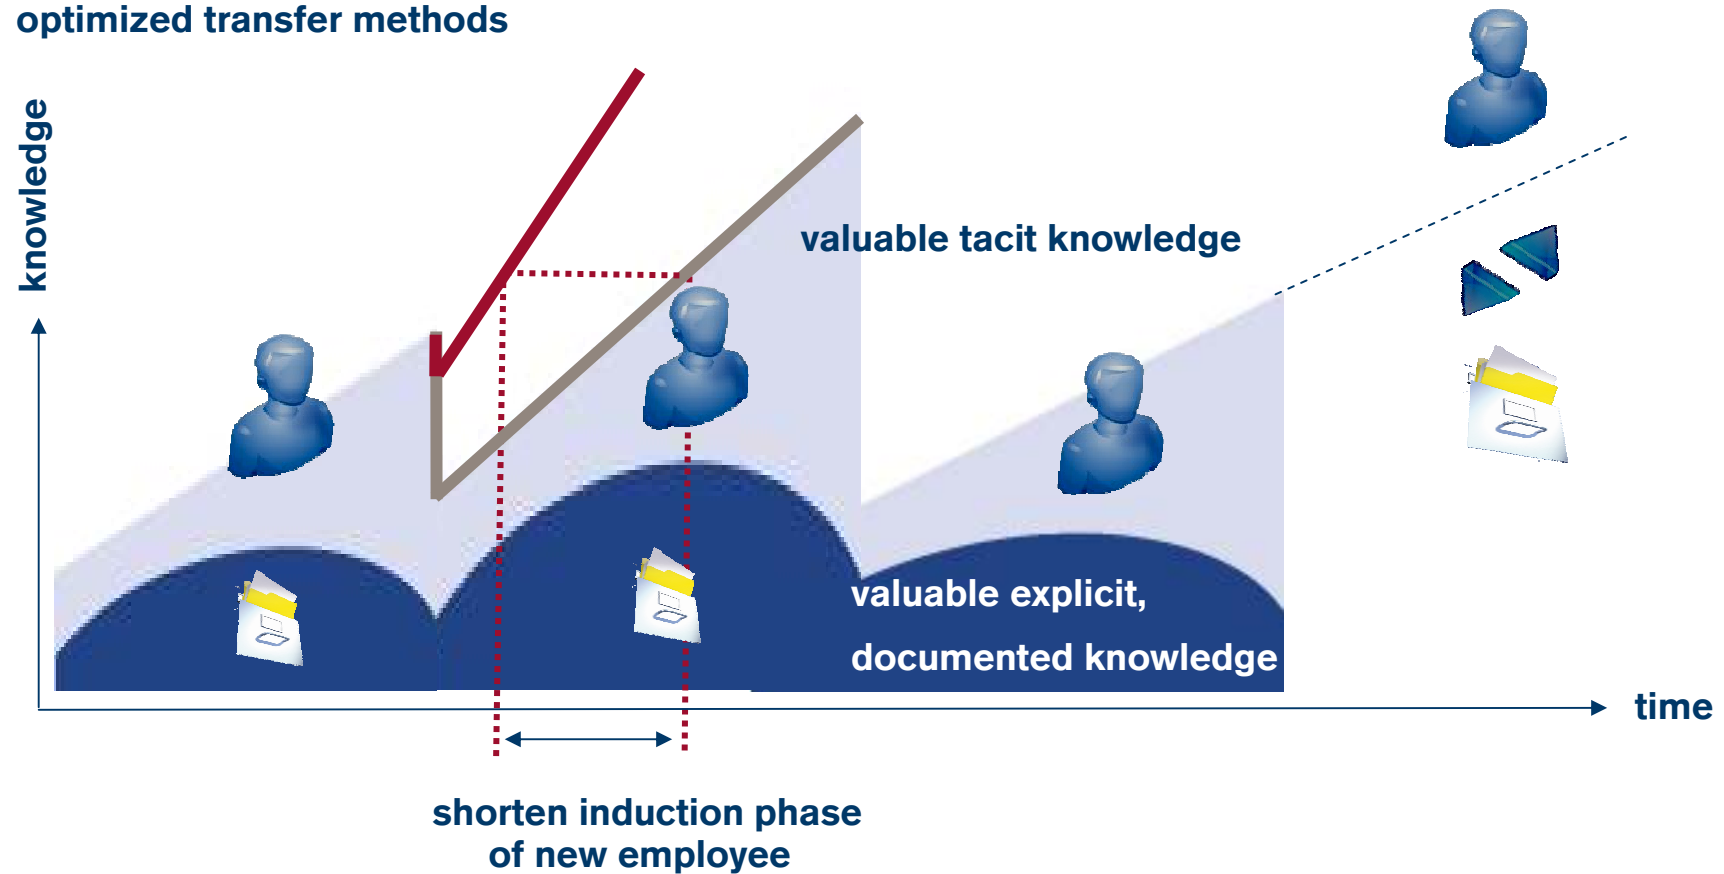 optimized transfer methods
knowledge
valuable tacit knowledge
valuable explicit,
documented knowledge
time
shorten induction phase
of new employee